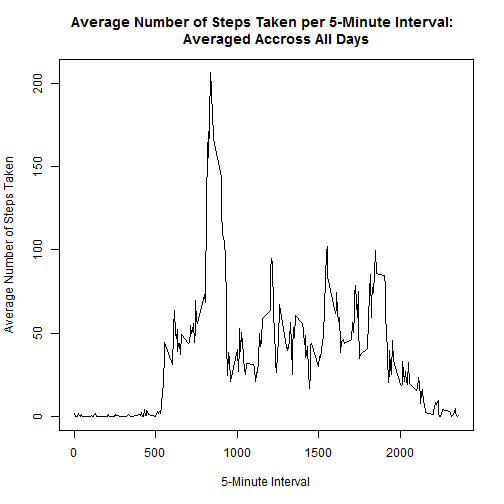 Average Number of Steps Taken per 5-Minute Interval:
Averaged Accross All Days
Average Number of Steps Taken
200
150
100
50
0
0 500 1000 1500 2000
5-Minute Interval